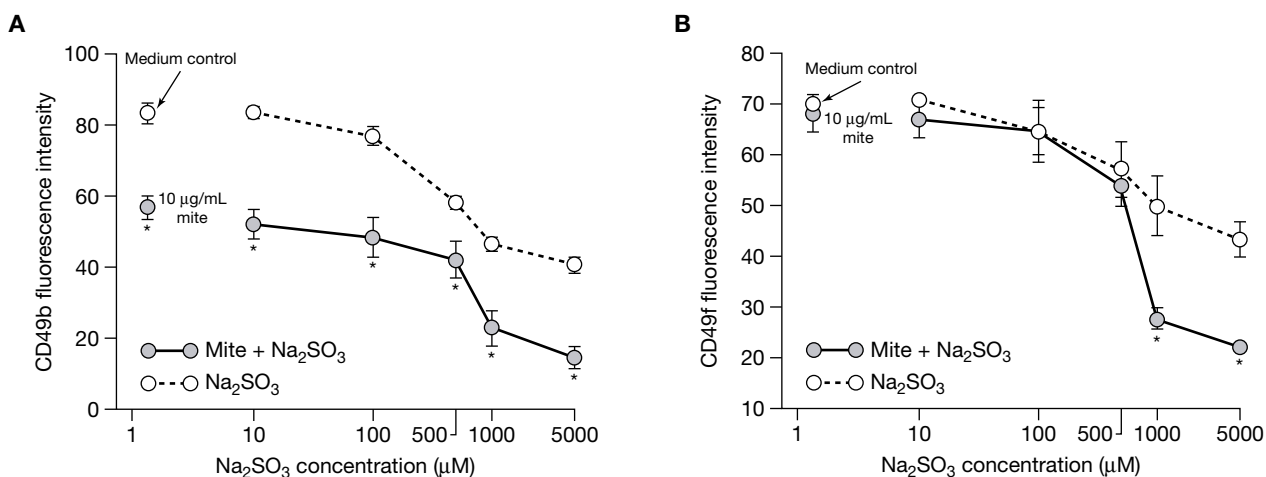 A
CD49b fluorescence intensity
100
80
60
40
20
0
Medium control
10 μg/mL
mite
*
*
*
*
*
*
Mite + Na₂SO₃
Na₂SO₃
1
10
100
500
1000
5000
Na₂SO₃ concentration (μM)
B
CD49f fluorescence intensity
80
70
60
50
40
30
20
10
Medium control
10 μg/mL
mite
*
*
Mite + Na₂SO₃
Na₂SO₃
1
10
100
500
1000
5000
Na₂SO₃ concentration (μM)